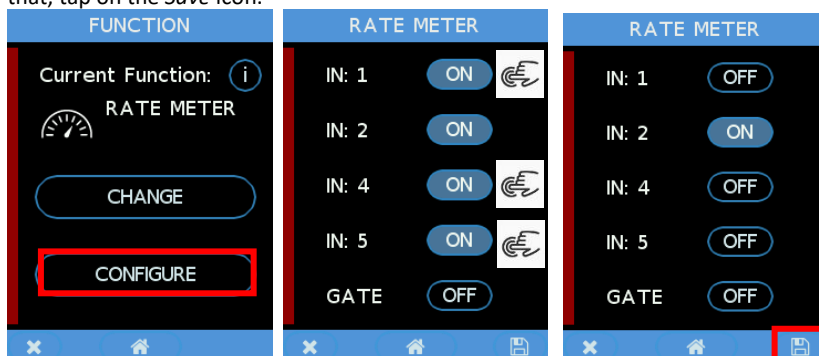 that, tap on the Save icon.
FUNCTION
Current Function: i
RATE METER
CHANGE
CONFIGURE
RATE METER
IN: 1 ON
IN: 2 ON
IN: 4 ON
IN: 5 ON
GATE OFF
RATE METER
IN: 1 OFF
IN: 2 ON
IN: 4 OFF
IN: 5 OFF
GATE OFF